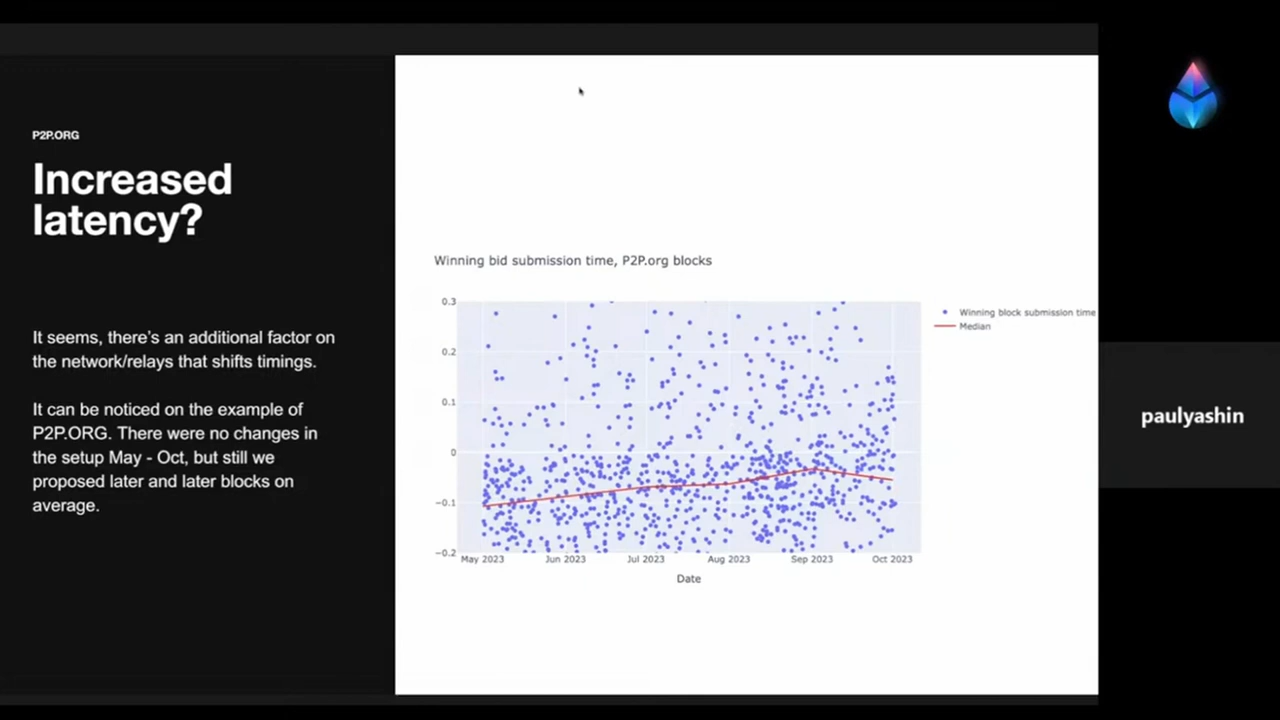 P2P.ORG
Increased
latency?
It seems, there's an additional factor on
the network/relays that shifts timings.
It can be noticed on the example of
P2P.ORG. There were no changes in
the setup May - Oct, but still we
proposed later and later blocks on
average.
Winning bid submission time, P2P.org blocks
0.3
0.2
0.1
0
−0.1
−0.2
May 2023
Jun 2023
Jul 2023
Aug 2023
Sep 2023
Oct 2023
Date
Winning block submission time
Median
paulyashin